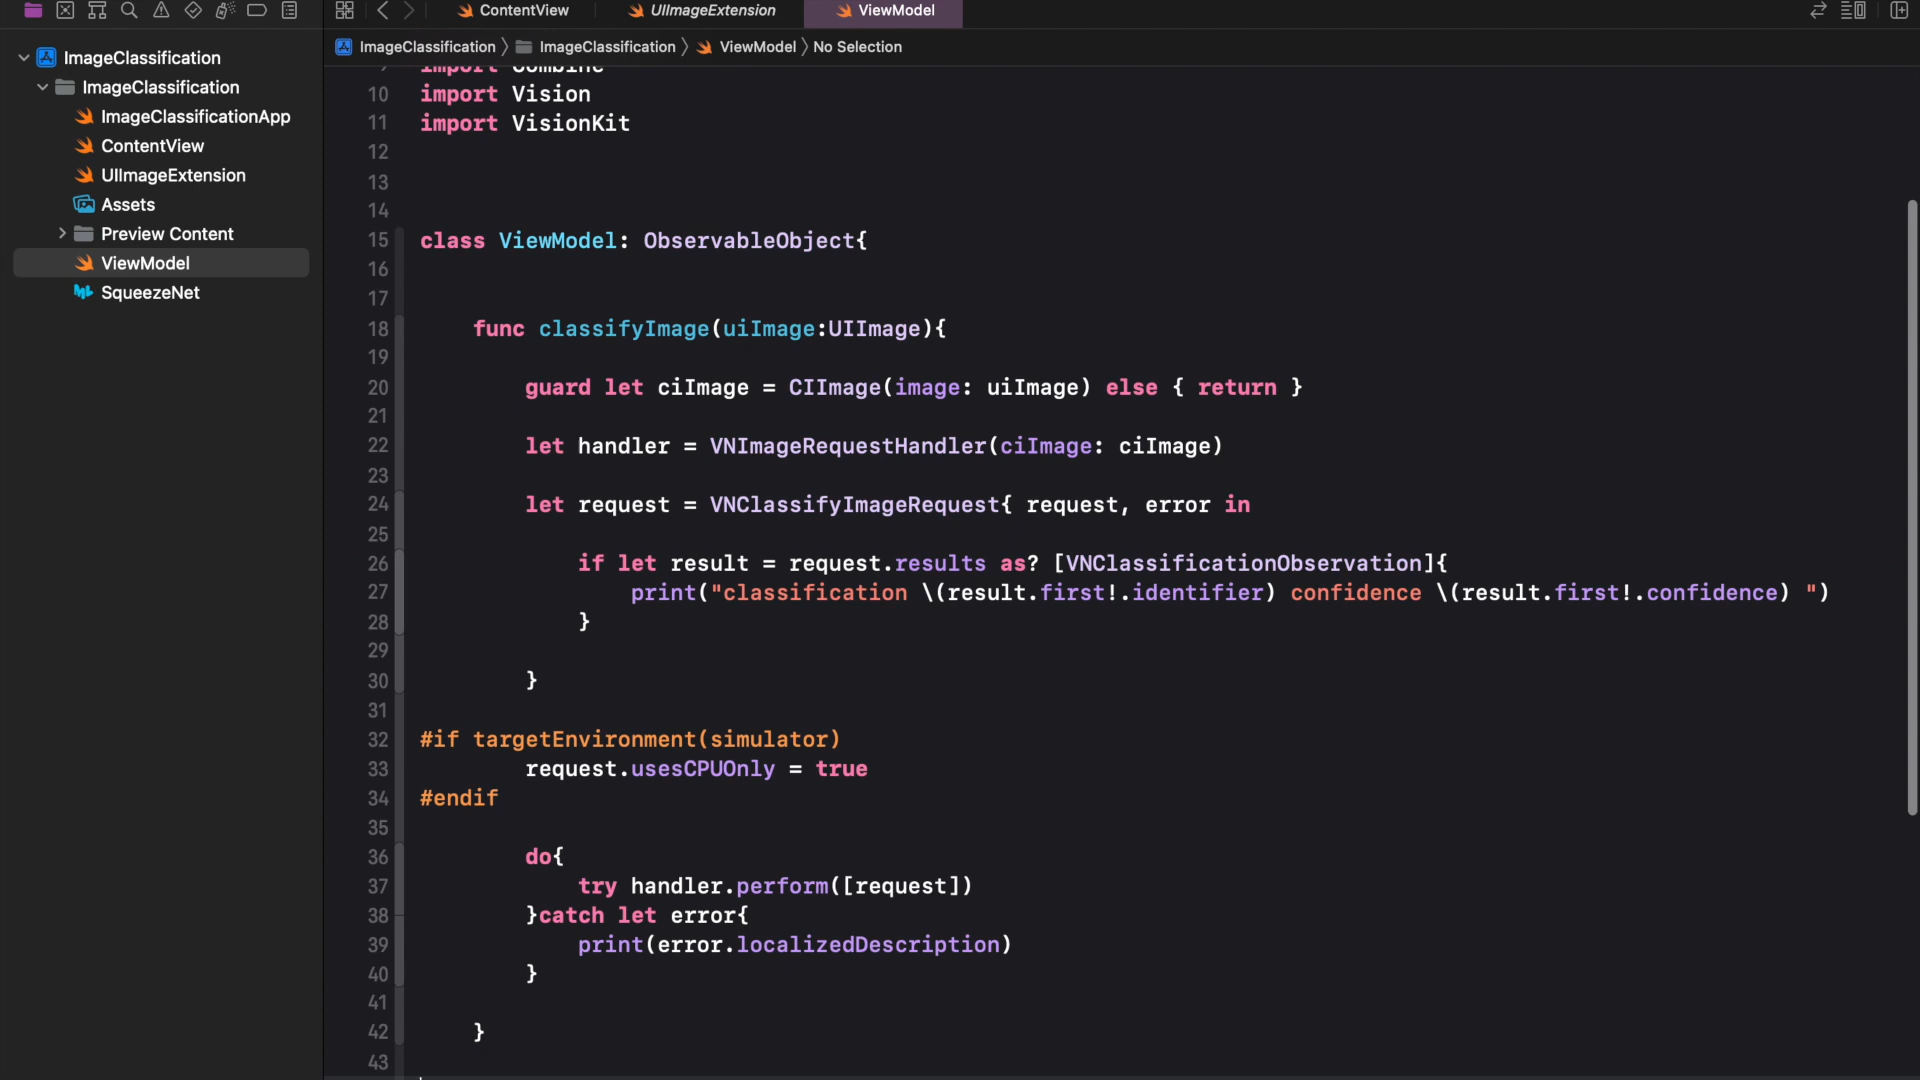 ContentView
UIImageExtension
ViewModel
ImageClassification
ImageClassification
ImageClassificationApp
ContentView
UIImageExtension
Assets
Preview Content
ViewModel
SqueezeNet
ImageClassification 〉 ImageClassification 〉 ViewModel 〉 No Selection
9 import Combine
10 import Vision
11 import VisionKit
12
13
14
15 class ViewModel: ObservableObject{
16
17
18 func classifyImage(uiImage:UIImage){
19
20 guard let ciImage = CIImage(image: uiImage) else { return }
21
22 let handler = VNImageRequestHandler(ciImage: ciImage)
23
24 let request = VNClassifyImageRequest{ request, error in
25
26 if let result = request.results as? [VNClassificationObservation]{
27 print("classification \(result.first!.identifier) confidence \(result.first!.confidence) ")
28 }
29
30 }
31
32 #if targetEnvironment(simulator)
33 request.usesCPUOnly = true
34 #endif
35
36 do{
37 try handler.perform([request])
38 }catch let error{
39 print(error.localizedDescription)
40 }
41
42 }
43